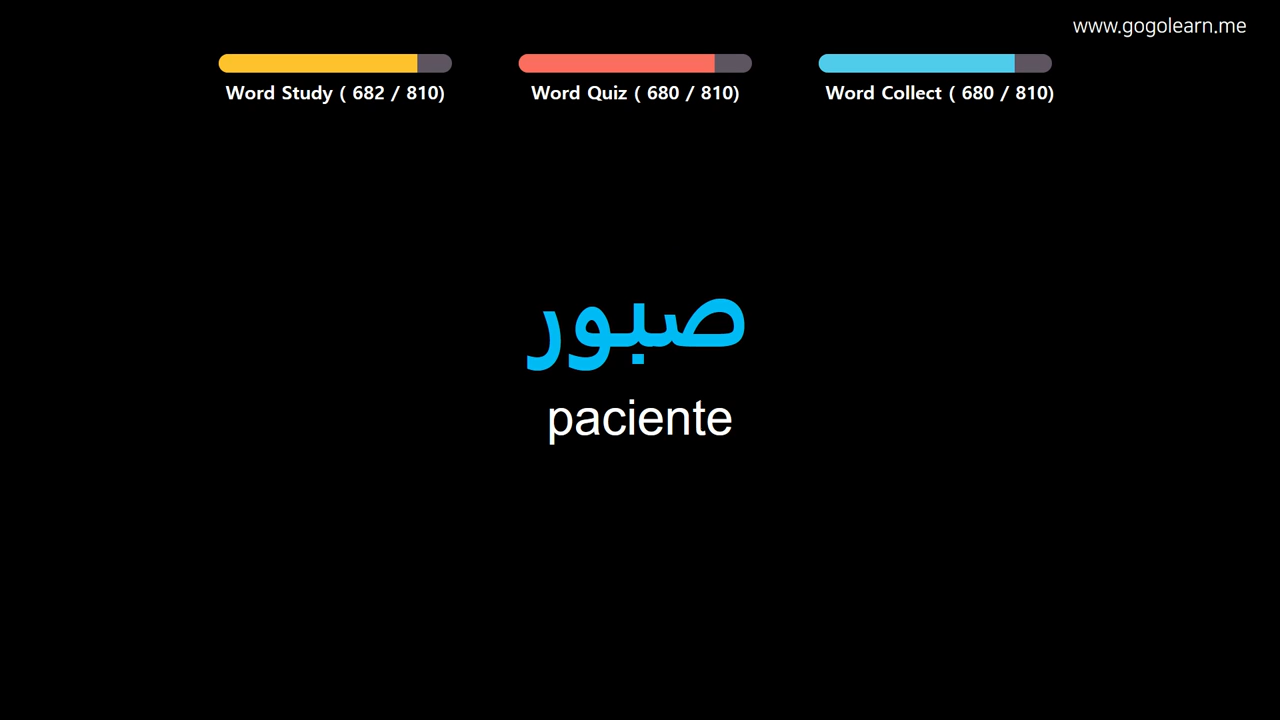 www.gogolearn.me
Word Study ( 682 / 810)
Word Quiz ( 680 / 810)
Word Collect ( 680 / 810)
صبور
paciente